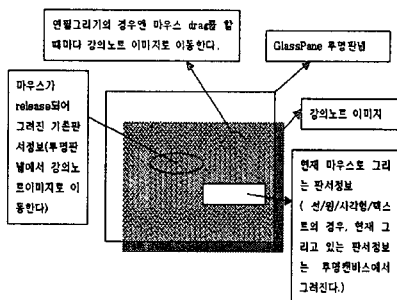 연필그리기의 경우엔 마우스 drag를 할
때마다 강의노트 이미지로 이동한다.
GlassPane 투명판넬
마우스가
release되어
그려진 기존판
서정보(투명판
넬에서 강의노
트이미지로 이
동한다)
강의노트 이미지
현재 마우스로 그리
는 판서정보
( 선/원/사각형/텍스
트의 경우, 현재 그
리고 있는 판서정보
는 투명캔버스에서
그려진다.)